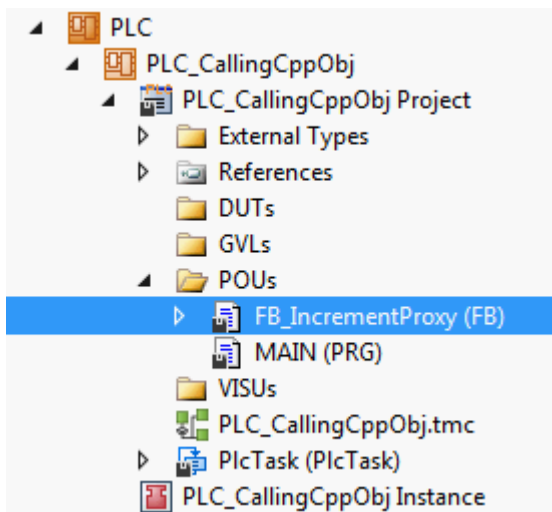 PLC
PLC_CallingCppObj
PLC_CallingCppObj Project
External Types
References
DUTs
GVLs
POUs
FB_IncrementProxy (FB)
MAIN (PRG)
VISUs
PLC_CallingCppObj.tmc
PlcTask (PlcTask)
PLC_CallingCppObj Instance